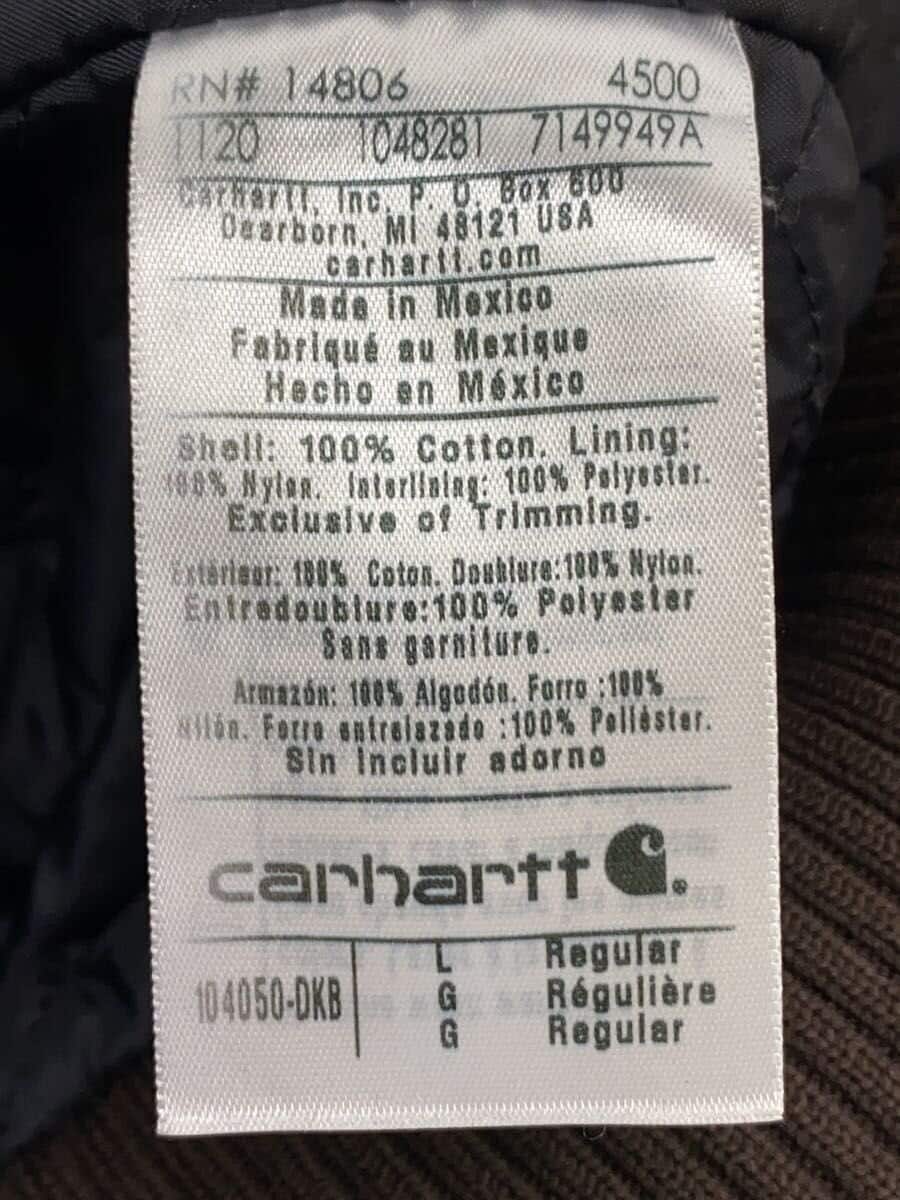 RN# 14806 4500
1120 1048281 7149949A
Carhartt, Inc, P. O. Box 600
Dearborn, MI 48121 USA
carhartt.com
Made in Mexico
Fabriqué au Mexique
Hecho en México
Shell: 100% Cotton. Lining:
100% Nylon. Interlining: 100% Polyester.
Exclusive of Trimming.
Extérieur: 100% Coton. Doublure:100% Nylon.
Entredoublure:100% Polyester
Sans garniture.
Armazón: 100% Algodón. Forro :100%
Nilón. Forro entrelazado :100% Poliéster.
Sin incluir adorno
carhartt
104050-DKB L Regular
G Régulière
G Regular